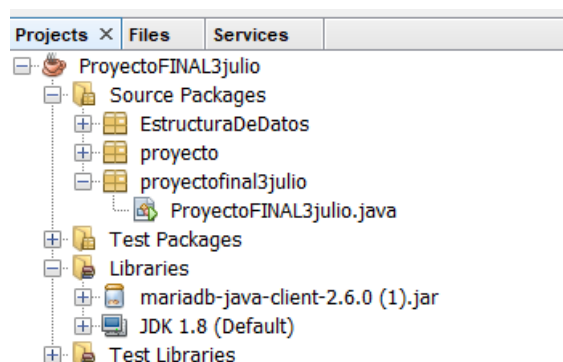 Projects × Files Services
ProyectoFINAL3julio
Source Packages
EstructuraDeDatos
proyecto
proyectofinal3julio
ProyectoFINAL3julio.java
Test Packages
Libraries
mariadb-java-client-2.6.0 (1).jar
JDK 1.8 (Default)
Test Libraries